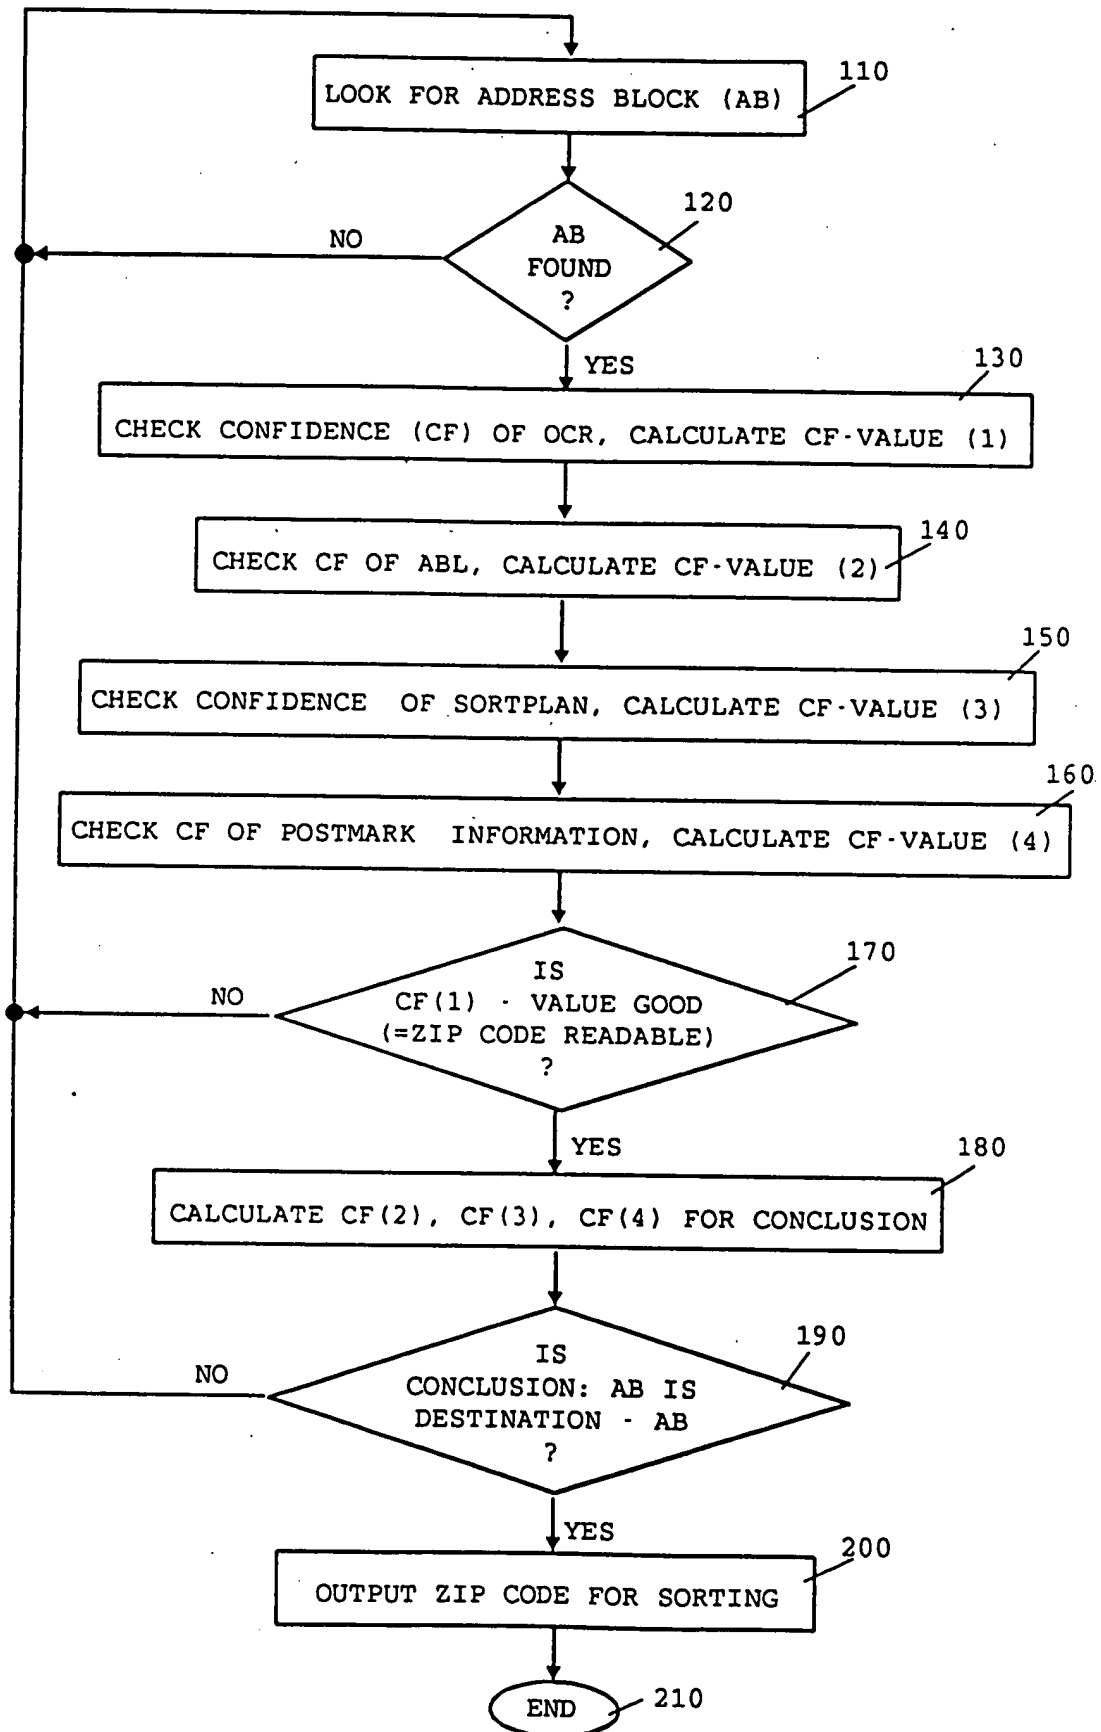 110
LOOK FOR ADDRESS BLOCK (AB)
120
AB
FOUND
?
NO
YES
130
CHECK CONFIDENCE (CF) OF OCR, CALCULATE CF-VALUE (1)
140
CHECK CF OF ABL, CALCULATE CF-VALUE (2)
150
CHECK CONFIDENCE OF SORTPLAN, CALCULATE CF-VALUE (3)
160
CHECK CF OF POSTMARK INFORMATION, CALCULATE CF-VALUE (4)
170
IS
CF(1) - VALUE GOOD
(=ZIP CODE READABLE)
?
NO
YES
180
CALCULATE CF(2), CF(3), CF(4) FOR CONCLUSION
190
IS
CONCLUSION: AB IS
DESTINATION - AB
?
NO
YES
200
OUTPUT ZIP CODE FOR SORTING
END
210